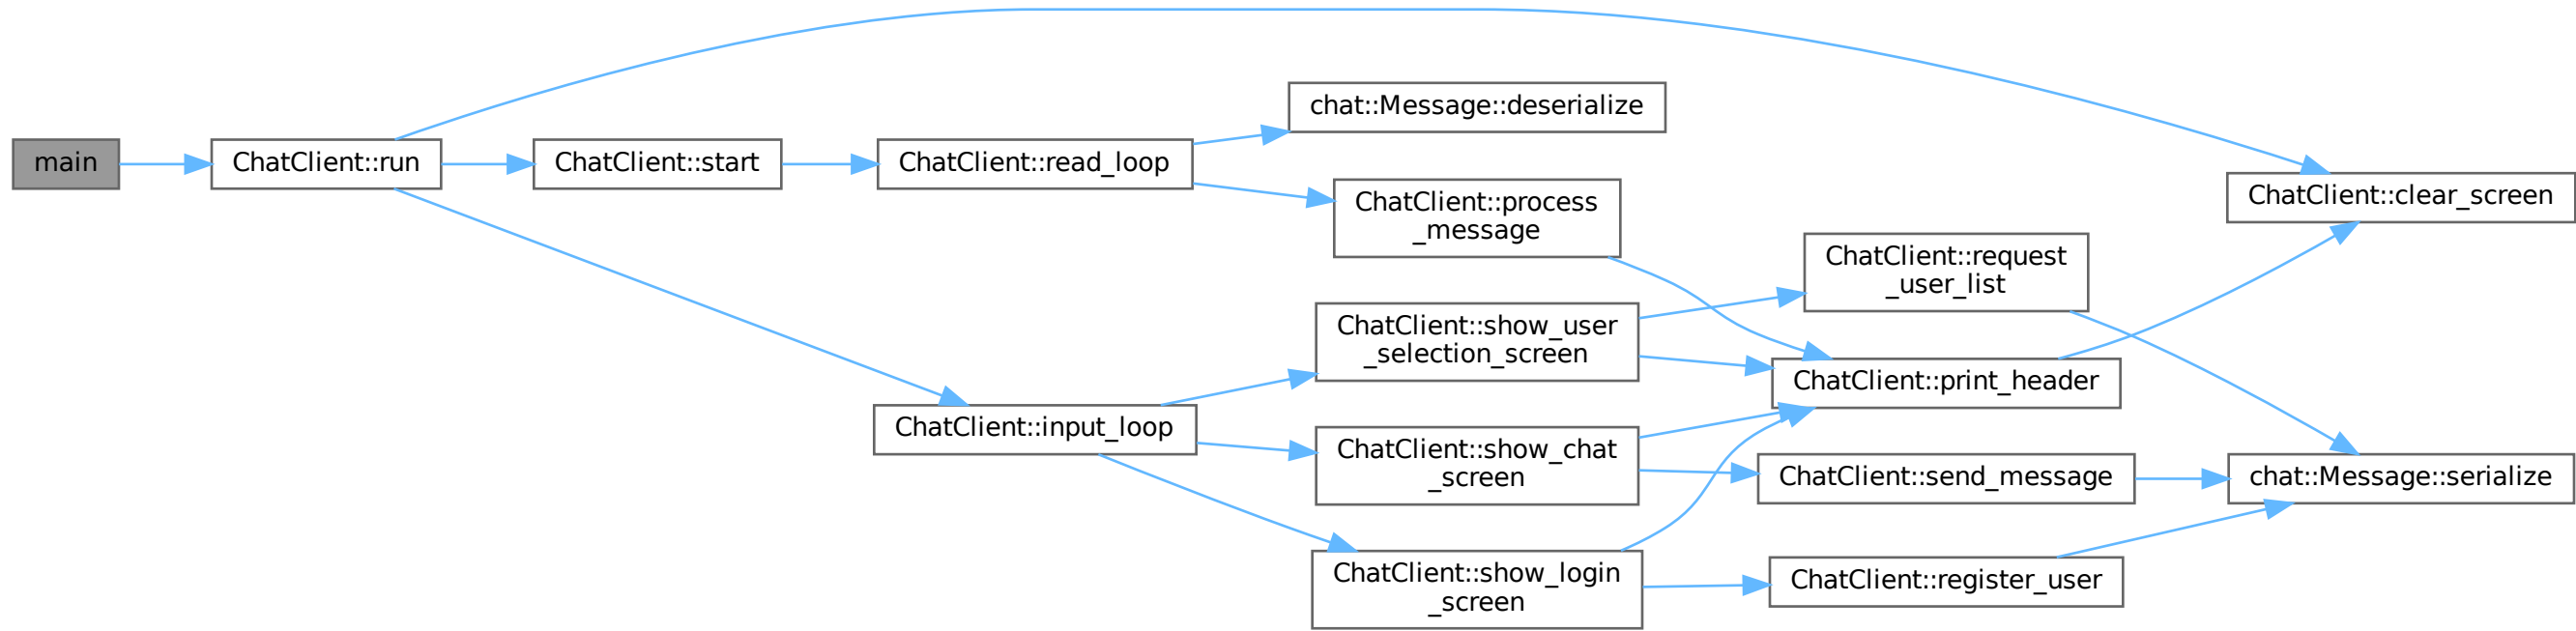 main
ChatClient::run
ChatClient::start
ChatClient::read_loop
chat::Message::deserialize
ChatClient::process
_message
ChatClient::clear_screen
ChatClient::request
_user_list
ChatClient::show_user
_selection_screen
ChatClient::print_header
ChatClient::input_loop
ChatClient::show_chat
_screen
ChatClient::send_message
chat::Message::serialize
ChatClient::show_login
_screen
ChatClient::register_user